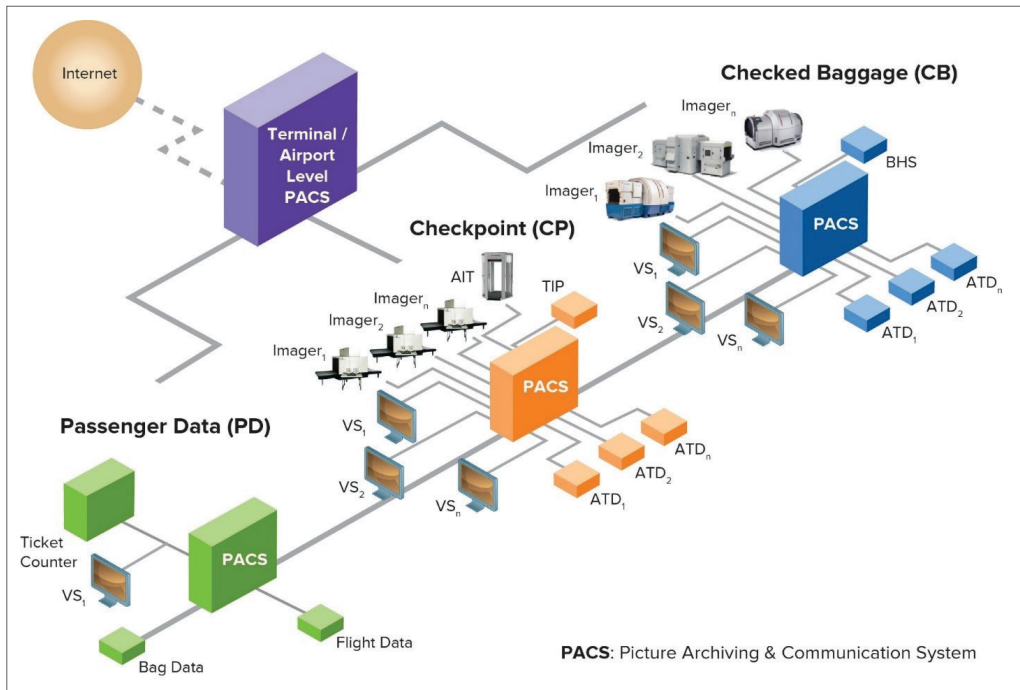 Internet
Terminal /
Airport
Level
PACS
Checked Baggage (CB)
Imagerₙ
Imager₂
Imager₁
BHS
PACS
VS₁
VS₂
VSₙ
ATDₙ
ATD₂
ATD₁
Checkpoint (CP)
AIT
TIP
Imagerₙ
Imager₂
Imager₁
PACS
VS₁
VS₂
VSₙ
ATDₙ
ATD₂
ATD₁
Passenger Data (PD)
Ticket
Counter
PACS
VS₁
Bag Data
Flight Data
PACS: Picture Archiving & Communication System